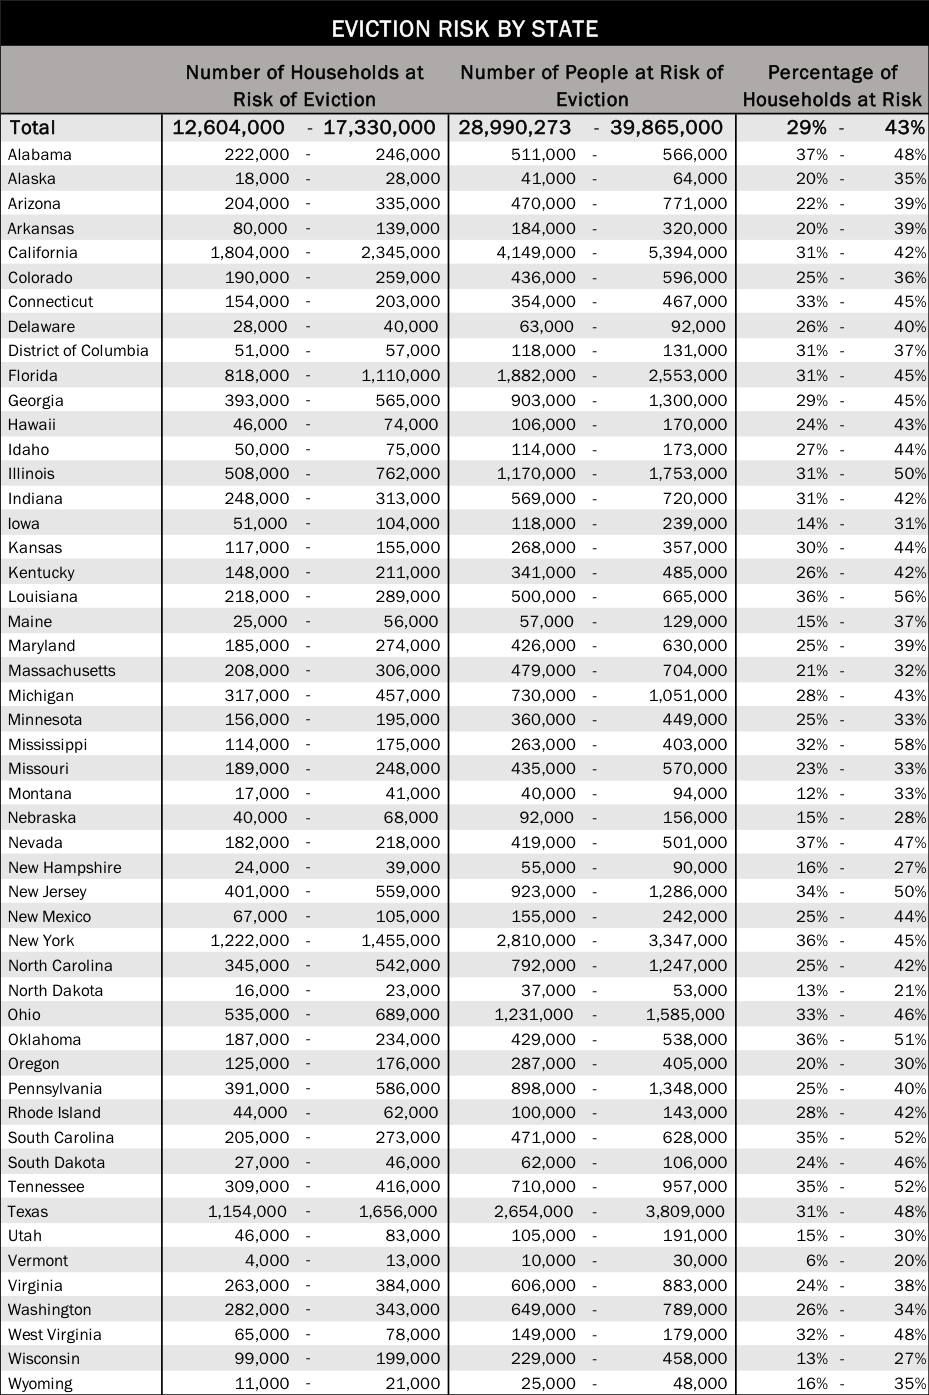 EVICTION RISK BY STATE
Number of Households at Risk of Eviction Number of People at Risk of Eviction Percentage of Households at Risk
Total 12,604,000 - 17,330,000 28,990,273 - 39,865,000 29% - 43%
Alabama 222,000 - 246,000 511,000 - 566,000 37% - 48%
Alaska 18,000 - 28,000 41,000 - 64,000 20% - 35%
Arizona 204,000 - 335,000 470,000 - 771,000 22% - 39%
Arkansas 80,000 - 139,000 184,000 - 320,000 20% - 39%
California 1,804,000 - 2,345,000 4,149,000 - 5,394,000 31% - 42%
Colorado 190,000 - 259,000 436,000 - 596,000 25% - 36%
Connecticut 154,000 - 203,000 354,000 - 467,000 33% - 45%
Delaware 28,000 - 40,000 63,000 - 92,000 26% - 40%
District of Columbia 51,000 - 57,000 118,000 - 131,000 31% - 37%
Florida 818,000 - 1,110,000 1,882,000 - 2,553,000 31% - 45%
Georgia 393,000 - 565,000 903,000 - 1,300,000 29% - 45%
Hawaii 46,000 - 74,000 106,000 - 170,000 24% - 43%
Idaho 50,000 - 75,000 114,000 - 173,000 27% - 44%
Illinois 508,000 - 762,000 1,170,000 - 1,753,000 31% - 50%
Indiana 248,000 - 313,000 569,000 - 720,000 31% - 42%
Iowa 51,000 - 104,000 118,000 - 239,000 14% - 31%
Kansas 117,000 - 155,000 268,000 - 357,000 30% - 44%
Kentucky 148,000 - 211,000 341,000 - 485,000 26% - 42%
Louisiana 218,000 - 289,000 500,000 - 665,000 36% - 56%
Maine 25,000 - 56,000 57,000 - 129,000 15% - 37%
Maryland 185,000 - 274,000 426,000 - 630,000 25% - 39%
Massachusetts 208,000 - 306,000 479,000 - 704,000 21% - 32%
Michigan 317,000 - 457,000 730,000 - 1,051,000 28% - 43%
Minnesota 156,000 - 195,000 360,000 - 449,000 25% - 33%
Mississippi 114,000 - 175,000 263,000 - 403,000 32% - 58%
Missouri 189,000 - 248,000 435,000 - 570,000 23% - 33%
Montana 17,000 - 41,000 40,000 - 94,000 12% - 33%
Nebraska 40,000 - 68,000 92,000 - 156,000 15% - 28%
Nevada 182,000 - 218,000 419,000 - 501,000 37% - 47%
New Hampshire 24,000 - 39,000 55,000 - 90,000 16% - 27%
New Jersey 401,000 - 559,000 923,000 - 1,286,000 34% - 50%
New Mexico 67,000 - 105,000 155,000 - 242,000 25% - 44%
New York 1,222,000 - 1,455,000 2,810,000 - 3,347,000 36% - 45%
North Carolina 345,000 - 542,000 792,000 - 1,247,000 25% - 42%
North Dakota 16,000 - 23,000 37,000 - 53,000 13% - 21%
Ohio 535,000 - 689,000 1,231,000 - 1,585,000 33% - 46%
Oklahoma 187,000 - 234,000 429,000 - 538,000 36% - 51%
Oregon 125,000 - 176,000 287,000 - 405,000 20% - 30%
Pennsylvania 391,000 - 586,000 898,000 - 1,348,000 25% - 40%
Rhode Island 44,000 - 62,000 100,000 - 143,000 28% - 42%
South Carolina 205,000 - 273,000 471,000 - 628,000 35% - 52%
South Dakota 27,000 - 46,000 62,000 - 106,000 24% - 46%
Tennessee 309,000 - 416,000 710,000 - 957,000 35% - 52%
Texas 1,154,000 - 1,656,000 2,654,000 - 3,809,000 31% - 48%
Utah 46,000 - 83,000 105,000 - 191,000 15% - 30%
Vermont 4,000 - 13,000 10,000 - 30,000 6% - 20%
Virginia 263,000 - 384,000 606,000 - 883,000 24% - 38%
Washington 282,000 - 343,000 649,000 - 789,000 26% - 34%
West Virginia 65,000 - 78,000 149,000 - 179,000 32% - 48%
Wisconsin 99,000 - 199,000 229,000 - 458,000 13% - 27%
Wyoming 11,000 - 21,000 25,000 - 48,000 16% - 35%